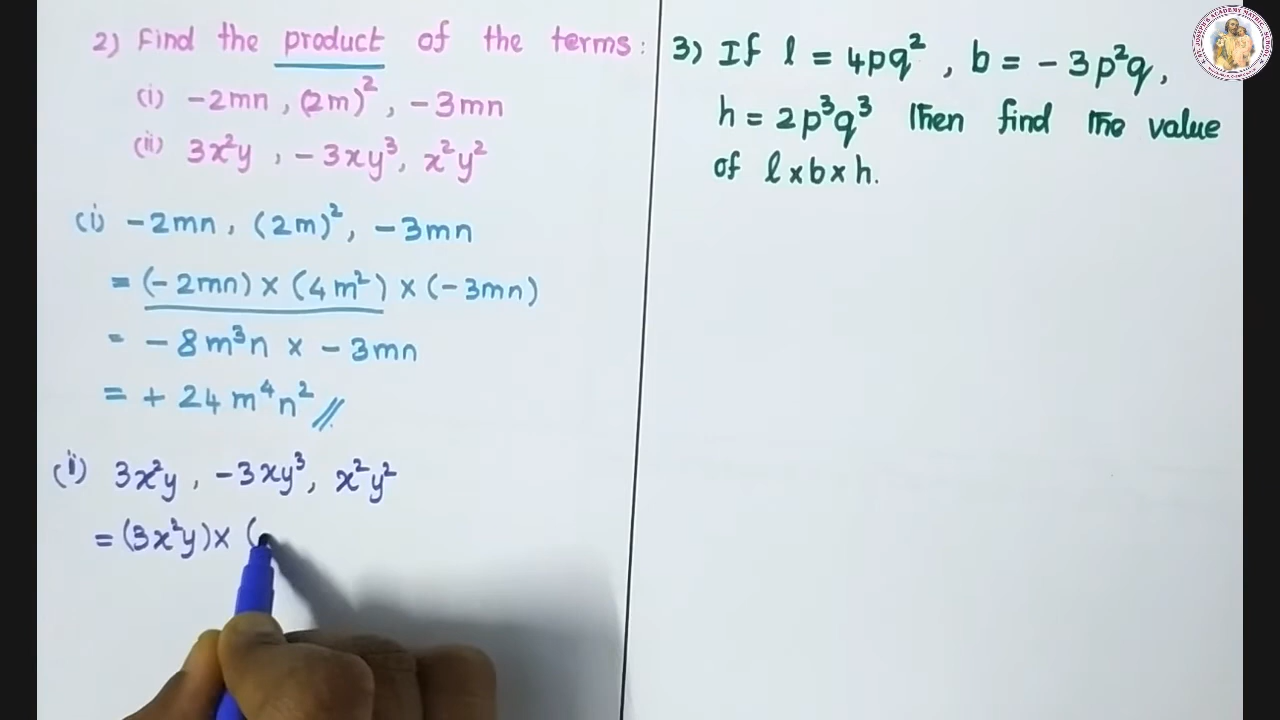 2) Find the product of the terms:
(i) -2mn, (2m)², -3mn
(ii) 3x²y, -3xy³, x²y²
(i) -2mn, (2m)², -3mn
= (-2mn) × (4m²) × (-3mn)
= -8m³n × -3mn
= +24m⁴n²//
(ii) 3x²y, -3xy³, x²y²
= (3x²y) × (
3) If l = 4pq², b = -3p²q,
h = 2p³q³ then find the value
of l×b×h.